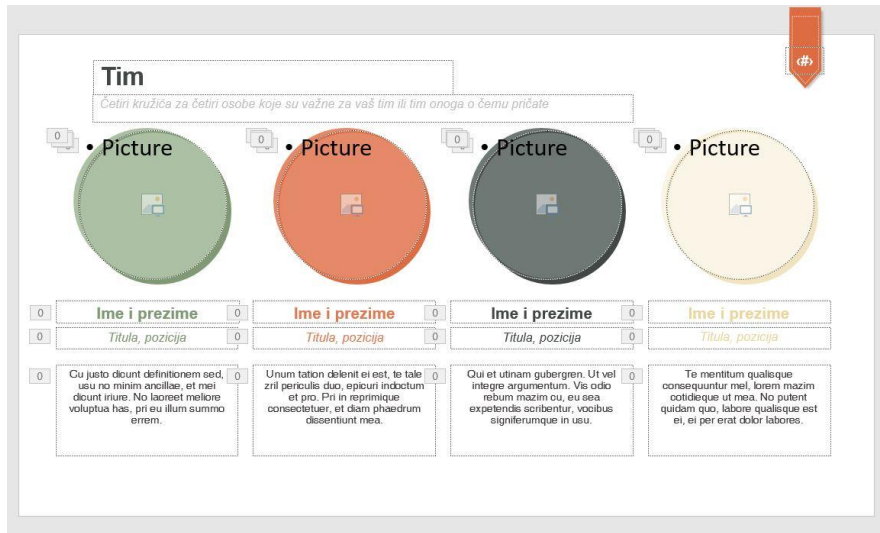 ‹#›
Tim
Četiri kružića za četiri osobe koje su važne za vaš tim ili tim onoga o čemu pričate
0 0 0 0
• Picture • Picture • Picture • Picture
0 Ime i prezime 0 Ime i prezime 0 Ime i prezime 0 Ime i prezime
0 Titula, pozicija 0 Titula, pozicija 0 Titula, pozicija 0 Titula, pozicija
0
Cu justo dicunt definitionem sed,
usu no minim ancillae, et mei
dicunt iriure. No laoreet meliore
voluptua has, pri eu illum summo
errem.
0
Unum tation delenit ei est, te tale
zril periculis duo, epicuri indoctum
et pro. Pri in reprimique
consectetuer, et diam phaedrum
dissentiunt mea.
0
Qui et utinam gubergren. Ut vel
integre argumentum. Vis odio
rebum mazim cu, eu sea
expetendis scribentur, vocibus
signiferumque in usu.
0
Te mentitum qualisque
consequuntur mel, lorem mazim
cotidieque ut mea. No putent
quidam quo, labore qualisque est
ei, ei per erat dolor labores.